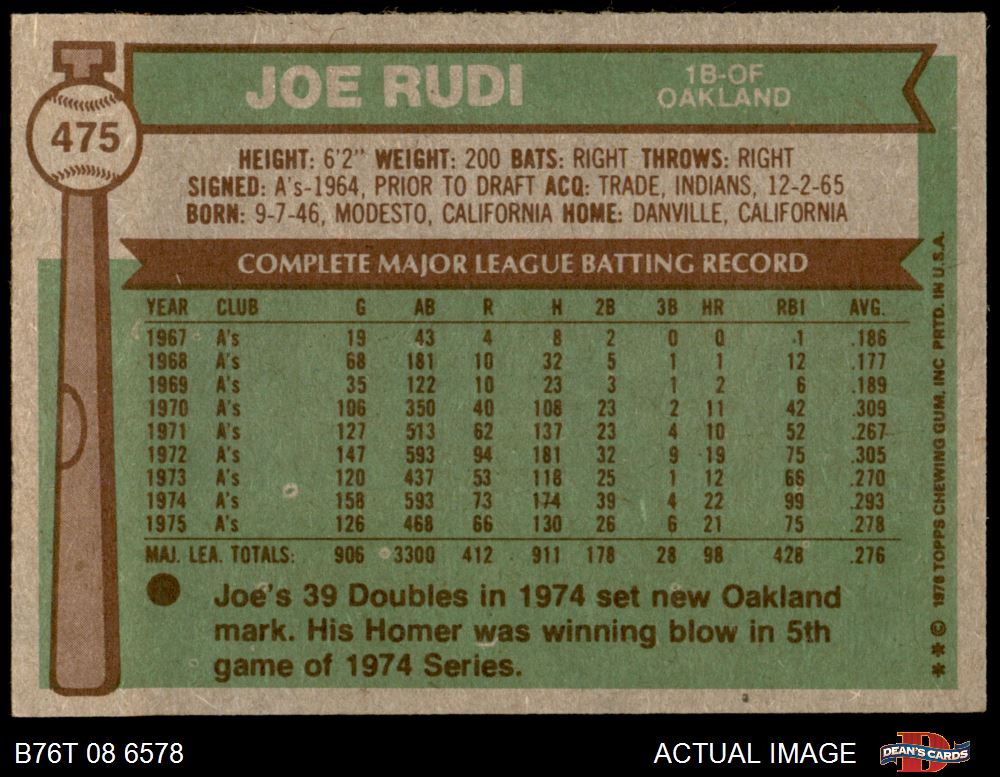 T
475
JOE RUDI
1B-OF
OAKLAND
HEIGHT: 6'2" WEIGHT: 200 BATS: RIGHT THROWS: RIGHT
SIGNED: A's-1964, PRIOR TO DRAFT ACQ: TRADE, INDIANS, 12-2-65
BORN: 9-7-46, MODESTO, CALIFORNIA HOME: DANVILLE, CALIFORNIA
COMPLETE MAJOR LEAGUE BATTING RECORD
YEAR CLUB G AB R H 2B 3B HR RBI AVG.
1967 A's 19 43 4 8 2 0 0 1 .186
1968 A's 68 181 10 32 5 1 1 12 .177
1969 A's 35 122 10 23 3 1 2 6 .189
1970 A's 106 350 40 108 23 2 11 42 .309
1971 A's 127 513 62 137 23 4 10 52 .267
1972 A's 147 593 94 181 32 9 19 75 .305
1973 A's 120 437 53 118 25 1 12 66 .270
1974 A's 158 593 73 174 39 4 22 99 .293
1975 A's 126 468 66 130 26 6 21 75 .278
MAJ. LEA. TOTALS: 906 3300 412 911 178 28 98 428 .276
Joe's 39 Doubles in 1974 set new Oakland
mark. His Homer was winning blow in 5th
game of 1974 Series.
** © 1976 TOPPS CHEWING GUM, INC PRTD. IN U.S.A.
B76T 08 6578
ACTUAL IMAGE
DEAN'S CARDS